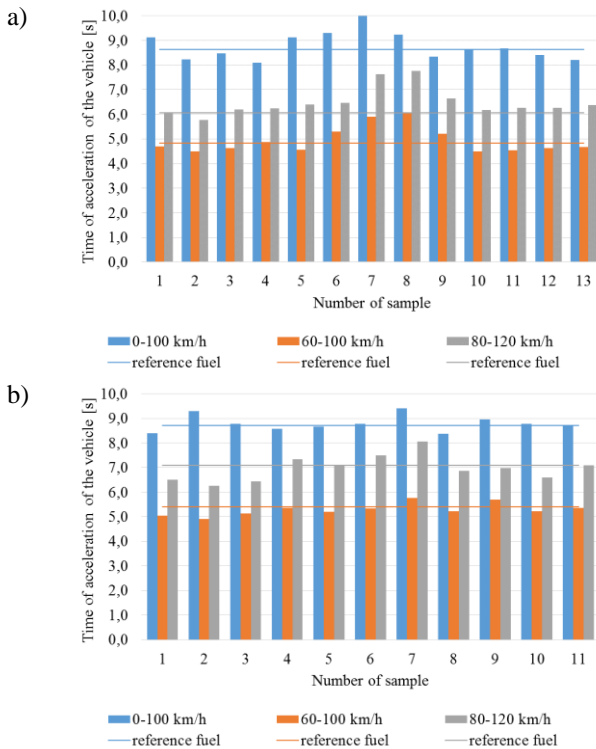 a)
Time of acceleration of the vehicle [s]
10,0
9,0
8,0
7,0
6,0
5,0
4,0
3,0
2,0
1,0
0,0
1 2 3 4 5 6 7 8 9 10 11 12 13
Number of sample
0-100 km/h 60-100 km/h 80-120 km/h
reference fuel reference fuel reference fuel
b)
Time of acceleration of the vehicle [s]
10,0
9,0
8,0
7,0
6,0
5,0
4,0
3,0
2,0
1,0
0,0
1 2 3 4 5 6 7 8 9 10 11
Number of sample
0-100 km/h 60-100 km/h 80-120 km/h
reference fuel reference fuel reference fuel